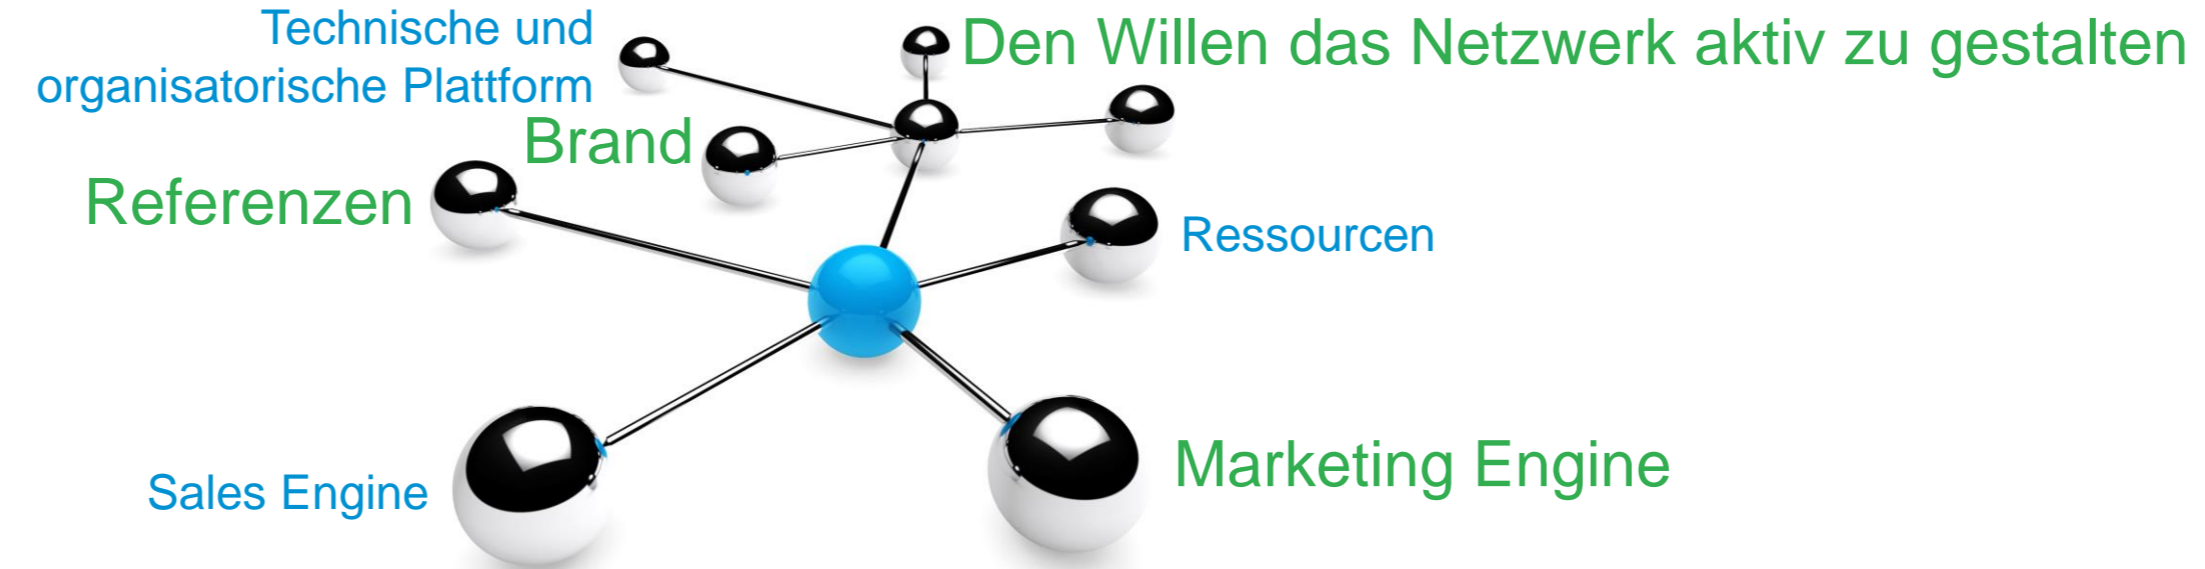 Technische und
organisatorische Plattform
Den Willen das Netzwerk aktiv zu gestalten
Brand
Referenzen
Ressourcen
Sales Engine
Marketing Engine